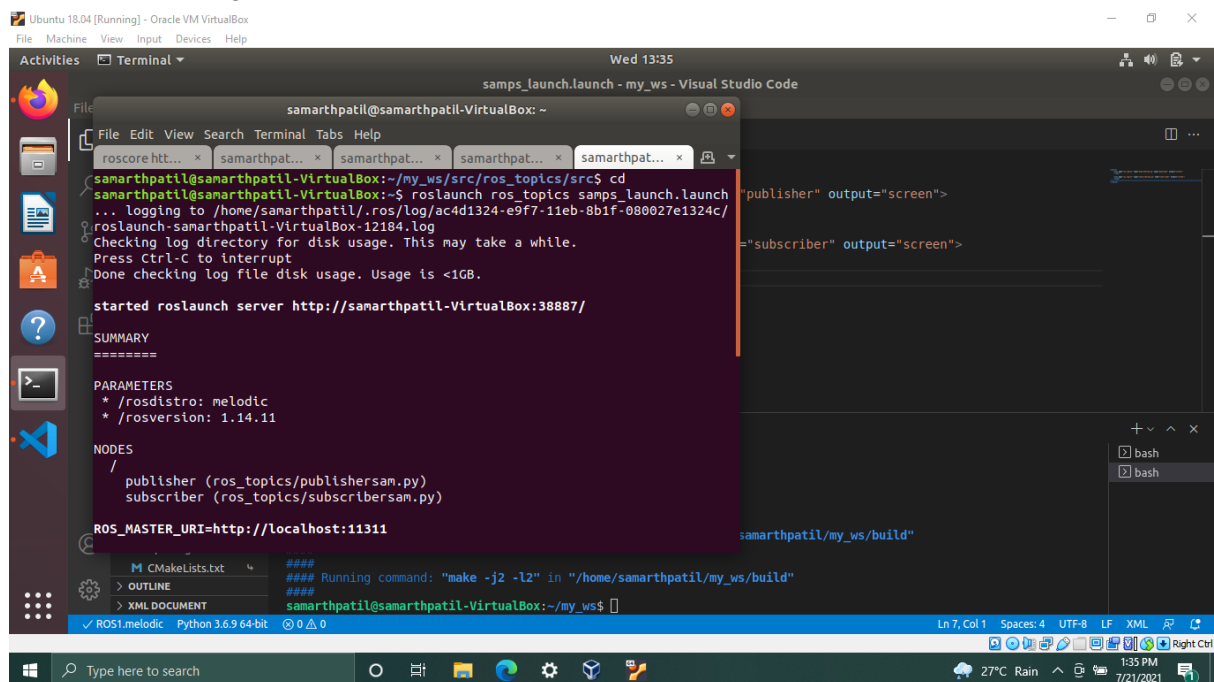 Ubuntu 18.04 [Running] - Oracle VM VirtualBox
File Machine View Input Devices Help
Activities Terminal Wed 13:35
samps_launch.launch - my_ws - Visual Studio Code
File
samarthpatil@samarthpatil-VirtualBox: ~
File Edit View Search Terminal Tabs Help
roscore htt... × samarthpat... × samarthpat... × samarthpat... × samarthpat... ×
samarthpatil@samarthpatil-VirtualBox:~/my_ws/src/ros_topics/src$ cd
samarthpatil@samarthpatil-VirtualBox:~$ roslaunch ros_topics samps_launch.launch
"publisher" output="screen">
... logging to /home/samarthpatil/.ros/log/ac4d1324-e9f7-11eb-8b1f-080027e1324c/
roslaunch-samarthpatil-VirtualBox-12184.log
Checking log directory for disk usage. This may take a while.
="subscriber" output="screen">
Press Ctrl-C to interrupt
Done checking log file disk usage. Usage is <1GB.
started roslaunch server http://samarthpatil-VirtualBox:38887/
SUMMARY
========
PARAMETERS
* /rosdistro: melodic
* /rosversion: 1.14.11
NODES
/
publisher (ros_topics/publishersam.py)
subscriber (ros_topics/subscribersam.py)
ROS_MASTER_URI=http://localhost:11311
bash
bash
samarthpatil/my_ws/build"
####
M CMakeLists.txt
#### Running command: "make -j2 -l2" in "/home/samarthpatil/my_ws/build"
> OUTLINE
####
> XML DOCUMENT
samarthpatil@samarthpatil-VirtualBox:~/my_ws$
ROS1.melodic Python 3.6.9 64-bit 0 0 Ln 7, Col 1 Spaces: 4 UTF-8 LF XML
Right Ctrl
Type here to search 27°C Rain 1:35 PM
7/21/2021